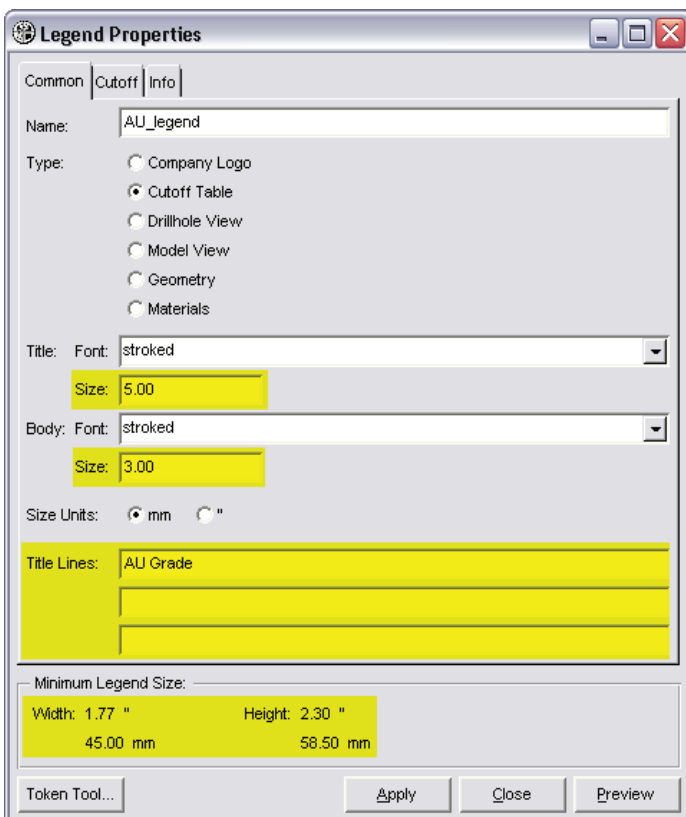 Legend Properties
Common Cutoff Info
Name: AU_legend
Type: Company Logo
Cutoff Table
Drillhole View
Model View
Geometry
Materials
Title: Font: stroked
Size: 5.00
Body: Font: stroked
Size: 3.00
Size Units: mm "
Title Lines: AU Grade
Minimum Legend Size:
Width: 1.77 " Height: 2.30 "
45.00 mm 58.50 mm
Token Tool... Apply Close Preview